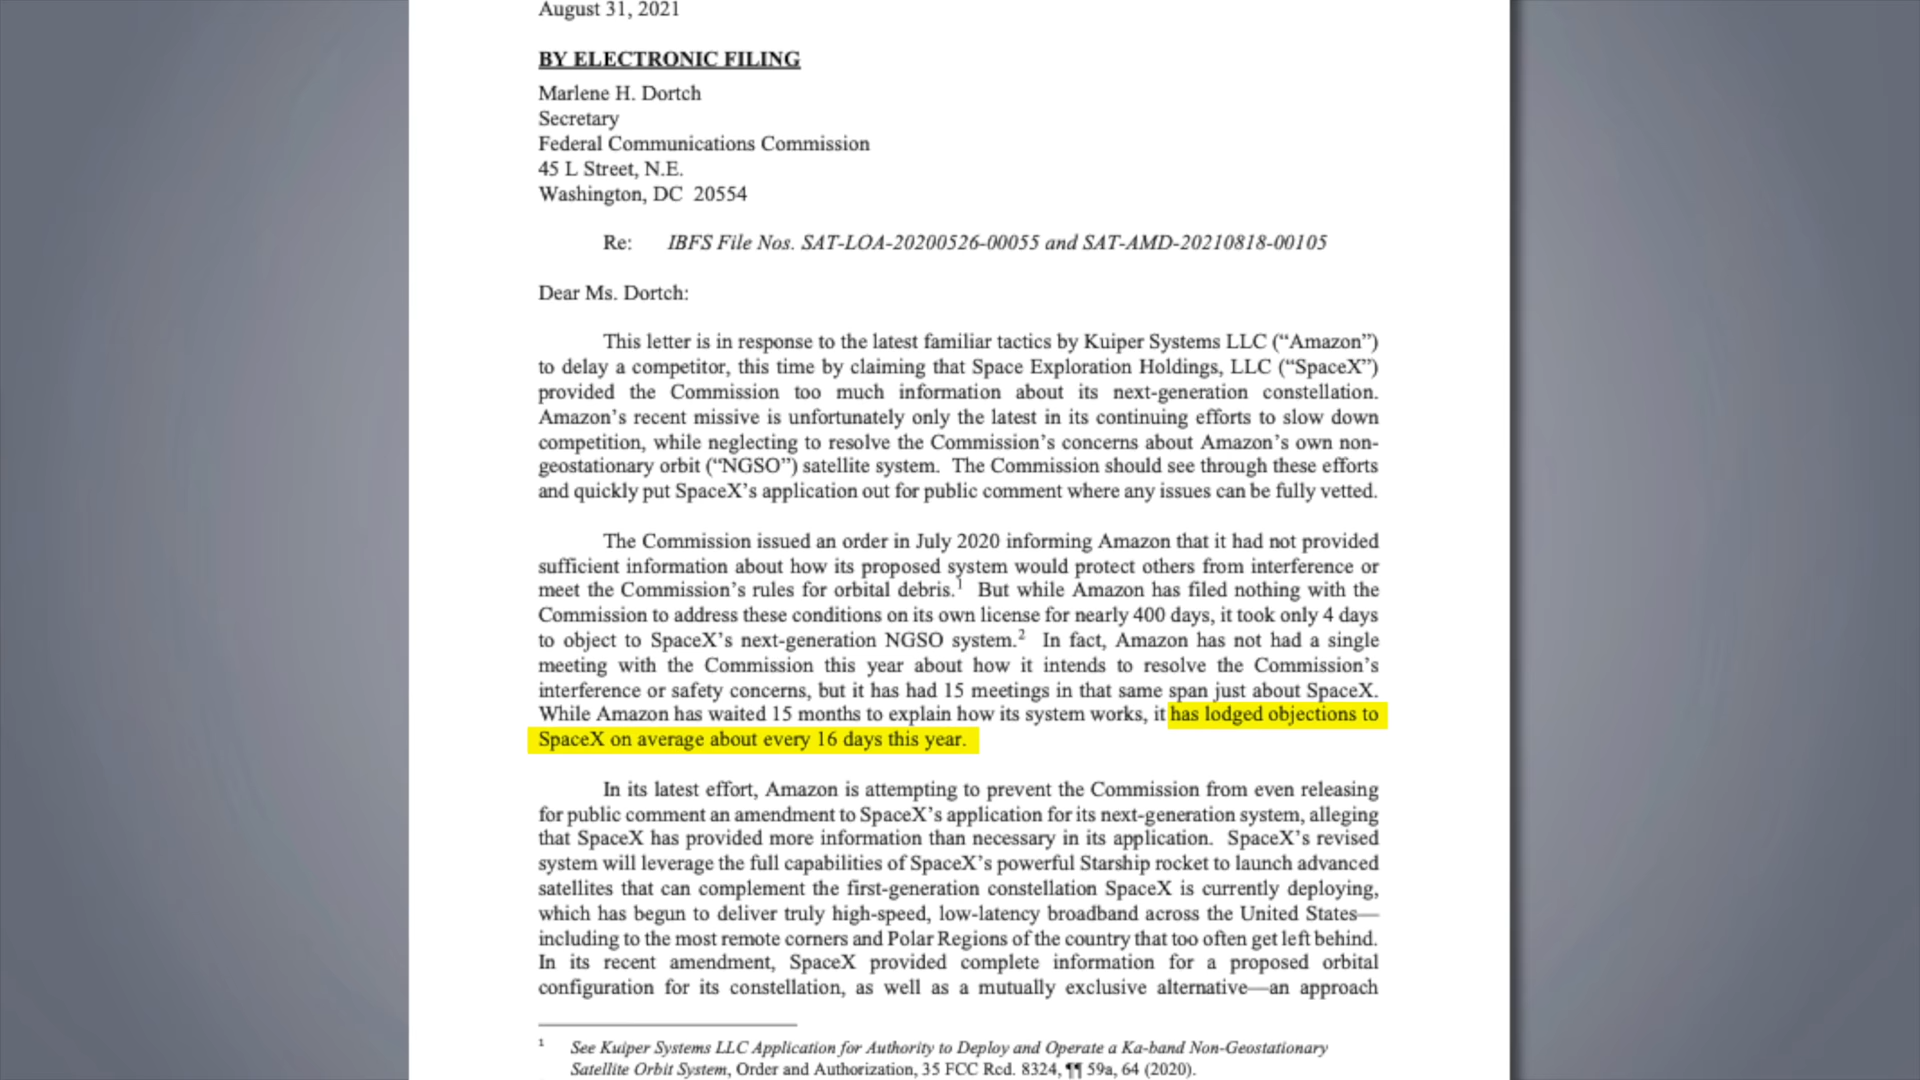 August 31, 2021
BY ELECTRONIC FILING
Marlene H. Dortch
Secretary
Federal Communications Commission
45 L Street, N.E.
Washington, DC 20554
Re: IBFS File Nos. SAT-LOA-20200526-00055 and SAT-AMD-20210818-00105
Dear Ms. Dortch:
This letter is in response to the latest familiar tactics by Kuiper Systems LLC (“Amazon”)
to delay a competitor, this time by claiming that Space Exploration Holdings, LLC (“SpaceX”)
provided the Commission too much information about its next-generation constellation.
Amazon’s recent missive is unfortunately only the latest in its continuing efforts to slow down
competition, while neglecting to resolve the Commission’s concerns about Amazon’s own non-
geostationary orbit (“NGSO”) satellite system. The Commission should see through these efforts
and quickly put SpaceX’s application out for public comment where any issues can be fully vetted.
The Commission issued an order in July 2020 informing Amazon that it had not provided
sufficient information about how its proposed system would protect others from interference or
meet the Commission’s rules for orbital debris.1 But while Amazon has filed nothing with the
Commission to address these conditions on its own license for nearly 400 days, it took only 4 days
to object to SpaceX’s next-generation NGSO system.2 In fact, Amazon has not had a single
meeting with the Commission this year about how it intends to resolve the Commission’s
interference or safety concerns, but it has had 15 meetings in that same span just about SpaceX.
While Amazon has waited 15 months to explain how its system works, it has lodged objections to
SpaceX on average about every 16 days this year.
In its latest effort, Amazon is attempting to prevent the Commission from even releasing
for public comment an amendment to SpaceX’s application for its next-generation system, alleging
that SpaceX has provided more information than necessary in its application. SpaceX’s revised
system will leverage the full capabilities of SpaceX’s powerful Starship rocket to launch advanced
satellites that can complement the first-generation constellation SpaceX is currently deploying,
which has begun to deliver truly high-speed, low-latency broadband across the United States—
including to the most remote corners and Polar Regions of the country that too often get left behind.
In its recent amendment, SpaceX provided complete information for a proposed orbital
configuration for its constellation, as well as a mutually exclusive alternative—an approach
1 See Kuiper Systems LLC Application for Authority to Deploy and Operate a Ka-band Non-Geostationary
Satellite Orbit System, Order and Authorization, 35 FCC Rcd. 8324, ¶¶ 59a, 64 (2020).